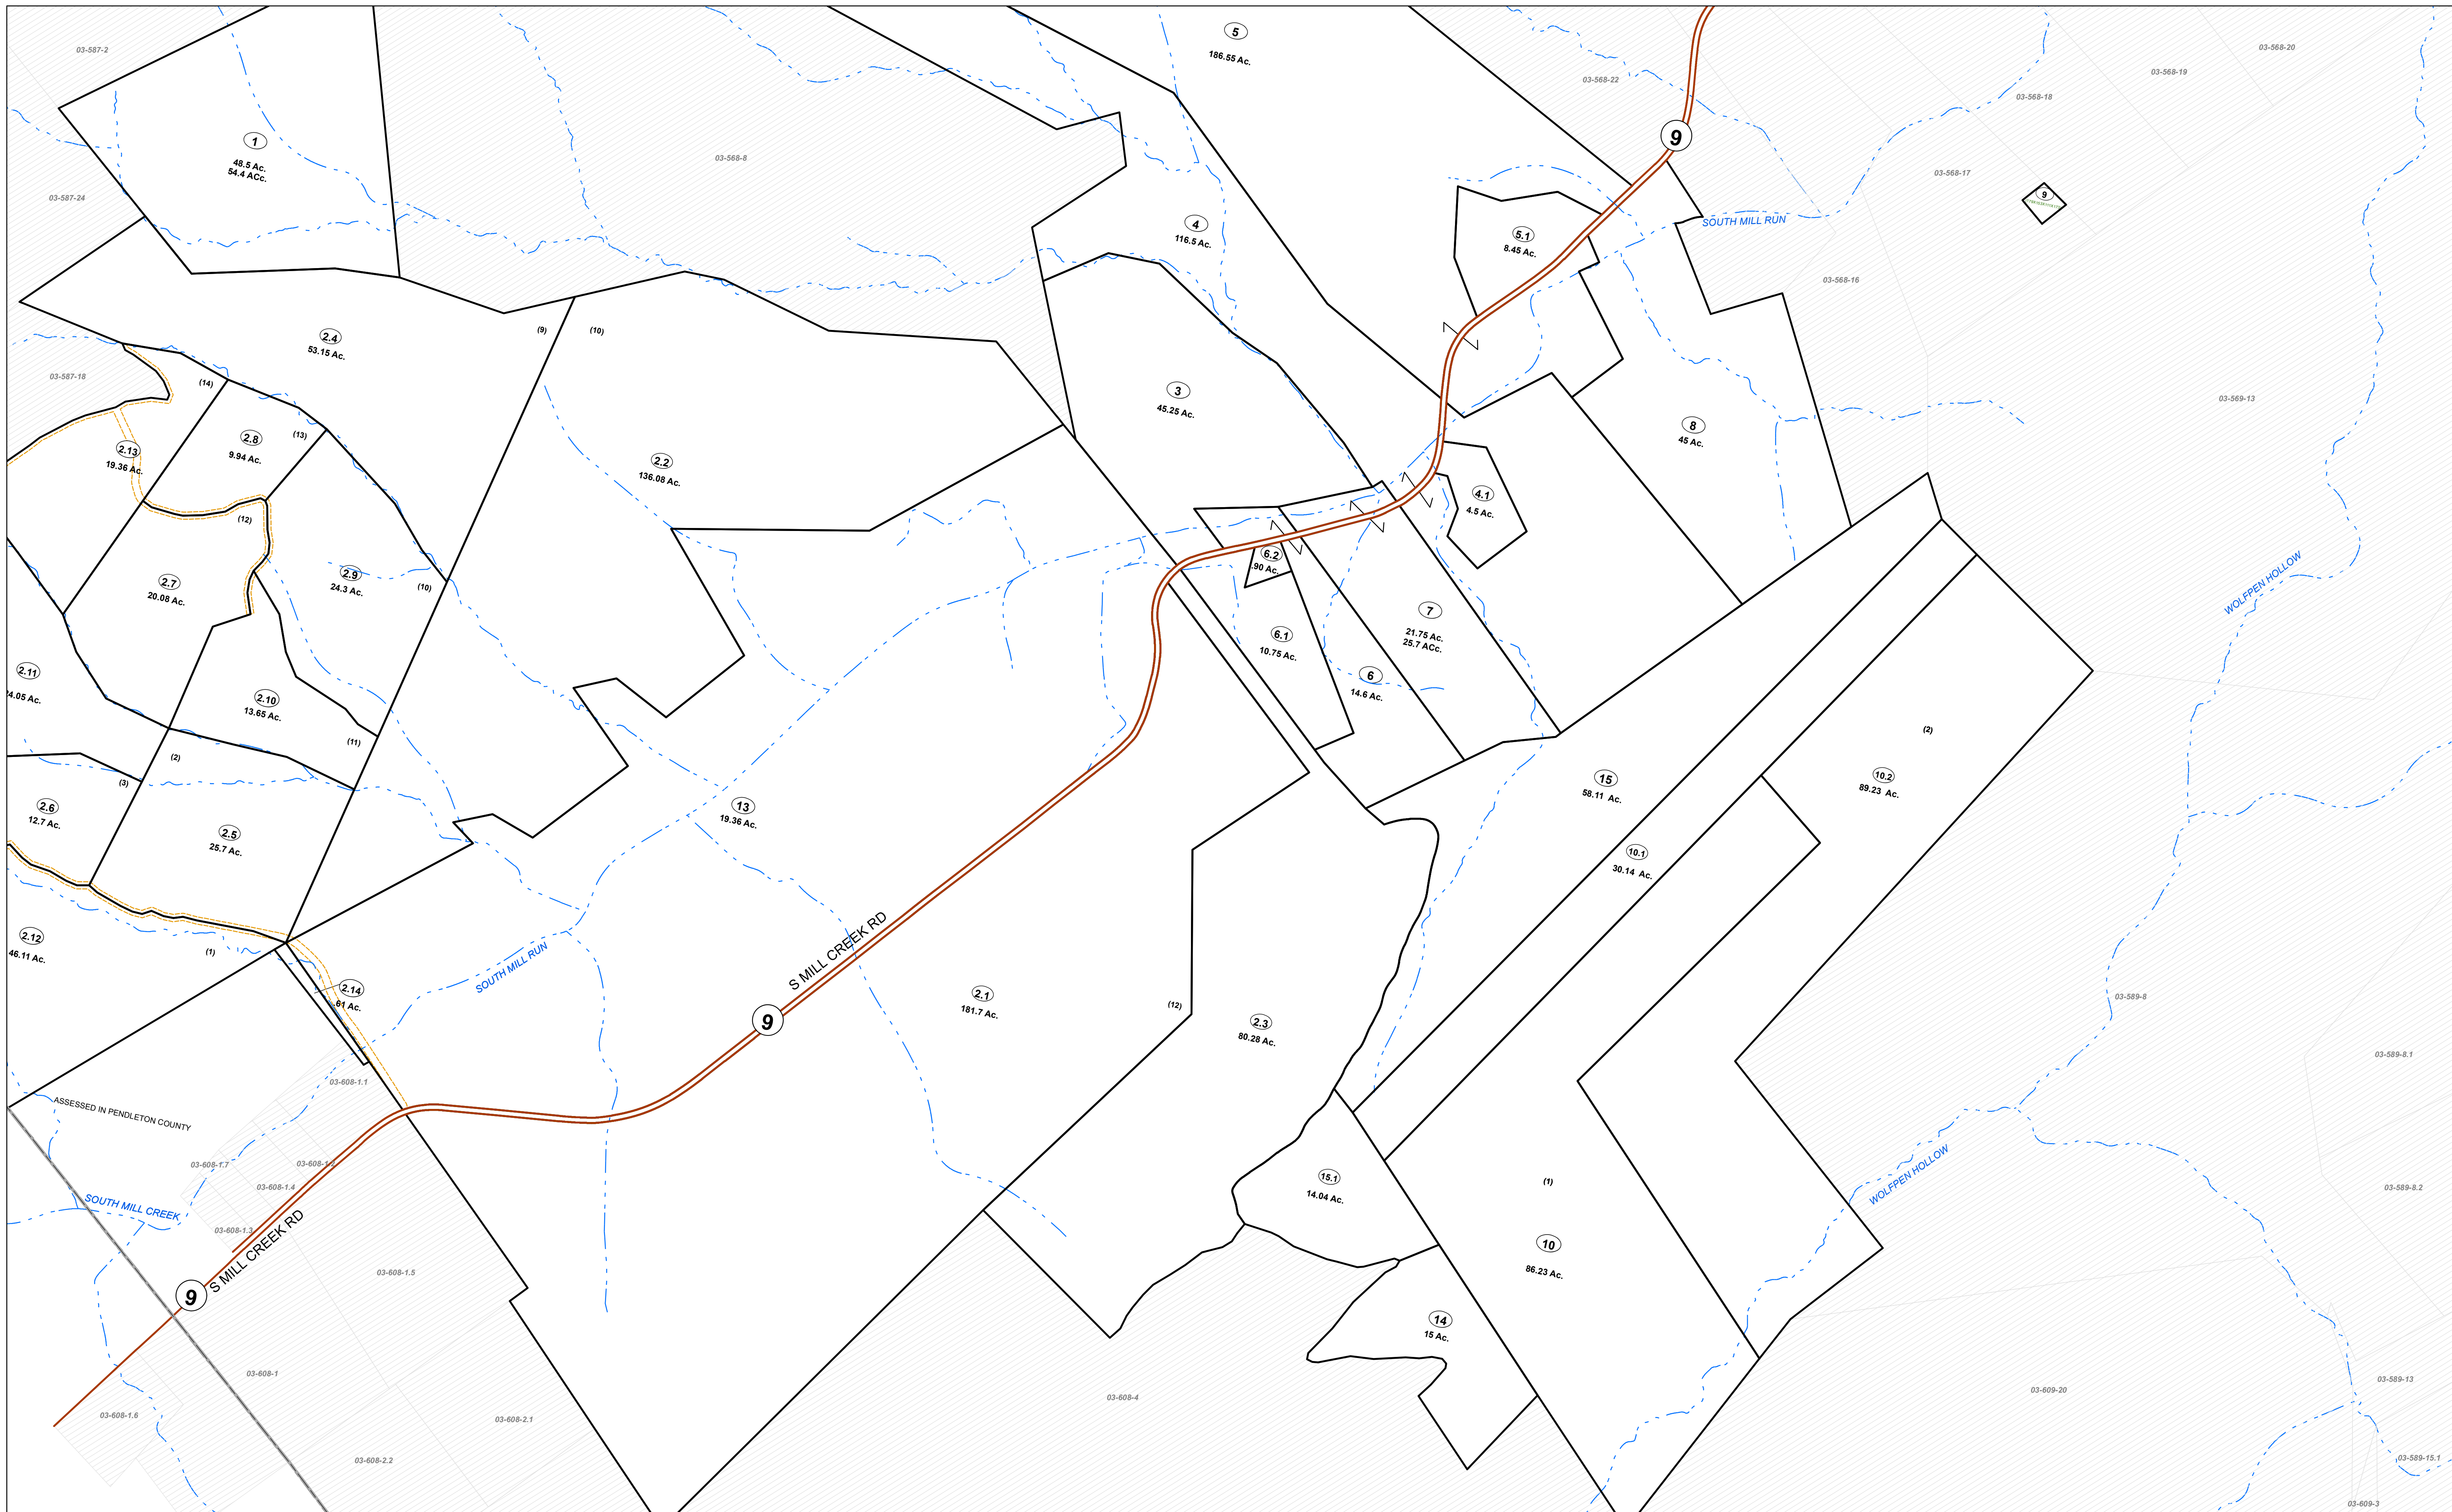 03-587-2
5
186.55 Ac.
03-568-20
03-568-19
03-568-22
03-568-18
1
48.5 Ac.
54.4 ACc.
03-568-8
9
03-587-24
03-568-17
9
4
116.5 Ac.
SOUTH MILL RUN
5.1
8.45 Ac.
03-568-16
2.4
53.15 Ac.
(9)
(10)
03-587-18
(14)
3
45.25 Ac.
03-569-13
2.8
9.94 Ac.
(13)
8
45 Ac.
2.13
19.36 Ac.
2.2
136.08 Ac.
4.1
4.5 Ac.
(12)
6.2
.90 Ac.
WOLFPEN HOLLOW
2.7
20.08 Ac.
2.9
24.3 Ac.
(10)
7
21.75 Ac.
25.7 ACc.
6.1
10.75 Ac.
6
14.6 Ac.
2.11
24.05 Ac.
2.10
13.65 Ac.
(11)
(2)
(2)
(3)
15
58.11 Ac.
10.2
89.23 Ac.
2.6
12.7 Ac.
13
19.36 Ac.
2.5
25.7 Ac.
10.1
30.14 Ac.
2.12
46.11 Ac.
(1)
SOUTH MILL RUN
S MILL CREEK RD
2.14
.61 Ac.
9
2.1
181.7 Ac.
(12)
2.3
80.28 Ac.
03-589-8
03-589-8.1
03-608-1.1
ASSESSED IN PENDLETON COUNTY
03-608-1.7
03-608-1.2
03-608-1.4
15.1
14.04 Ac.
(1)
WOLFPEN HOLLOW
03-589-8.2
SOUTH MILL CREEK
03-608-1.3
S MILL CREEK RD
10
86.23 Ac.
03-608-1.5
9
14
15 Ac.
03-608-1
03-608-4
03-609-20
03-589-13
03-608-1.6
03-608-2.1
03-608-2.2
03-589-15.1
03-609-3